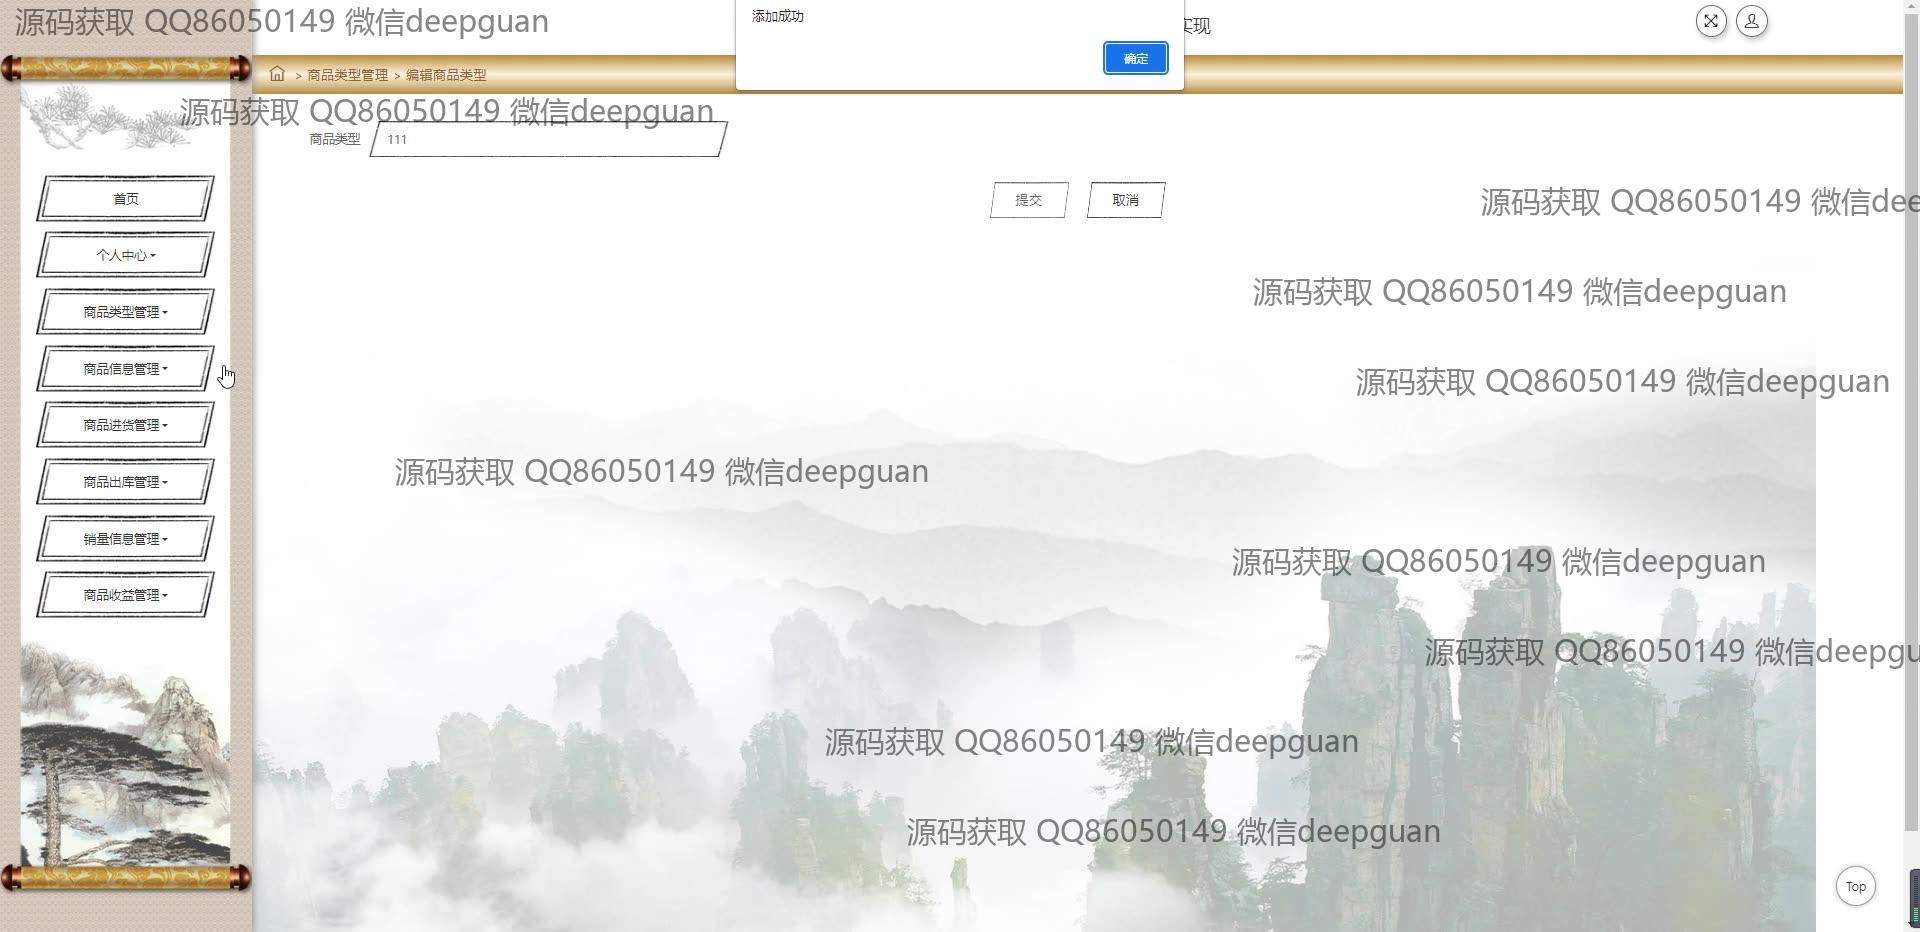 源码获取 QQ86050149 微信deepguan
添加成功
实现
确定
> 商品类型管理 > 编辑商品类型
源码获取 QQ86050149 微信deepguan
商品类型
111
首页
提交
取消
源码获取 QQ86050149 微信dee
个人中心
源码获取 QQ86050149 微信deepguan
商品类型管理
商品信息管理
源码获取 QQ86050149 微信deepguan
商品进货管理
源码获取 QQ86050149 微信deepguan
商品出库管理
销量信息管理
源码获取 QQ86050149 微信deepguan
商品收益管理
源码获取 QQ86050149 微信deepgu
源码获取 QQ86050149 微信deepguan
源码获取 QQ86050149 微信deepguan
Top